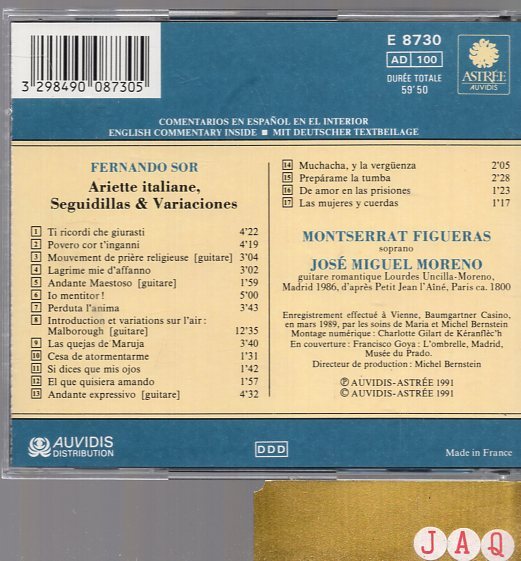 3 298490 087305
E 8730
AD 100
DURÉE TOTALE
59'50
ASTRÉE
AUVIDIS
COMENTARIOS EN ESPAÑOL EN EL INTERIOR
ENGLISH COMMENTARY INSIDE ■ MIT DEUTSCHER TEXTBEILAGE
FERNANDO SOR
Ariette italiane,
Seguidillas & Variaciones
1 Ti ricordi che giurasti 4'22
2 Povero cor t'inganni 4'19
3 Mouvement de prière religieuse [guitare] 3'04
4 Lagrime mie d'affanno 3'02
5 Andante Maestoso [guitare] 1'59
6 Io mentitor! 5'00
7 Perduta l'anima 3'43
8 Introduction et variations sur l'air:
Malborough [guitare] 12'35
9 Las quejas de Maruja 3'40
10 Cesa de atormentarme 1'31
11 Si dices que mis ojos 1'42
12 El que quisiera amando 1'57
13 Andante expressivo [guitare] 4'32
14 Muchacha, y la vergüenza 2'05
15 Prepárame la tumba 2'28
16 De amor en las prisiones 1'23
17 Las mujeres y cuerdas 1'17
MONTSERRAT FIGUERAS
soprano
JOSÉ MIGUEL MORENO
guitare romantique Lourdes Uncilla-Moreno,
Madrid 1986, d'après Petit Jean l'Aîné, Paris ca. 1800
Enregistrement effectué à Vienne, Baumgartner Casino,
en mars 1989, par les soins de Maria et Michel Bernstein
Montage numérique: Charlotte Gilart de Kéranflèc'h
En couverture: Francisco Goya: L'ombrelle, Madrid,
Musée du Prado.
Directeur de production: Michel Bernstein
Ⓟ AUVIDIS-ASTRÉE 1991
© AUVIDIS-ASTRÉE 1991
AUVIDIS
DISTRIBUTION
DDD
Made in France
JAQ